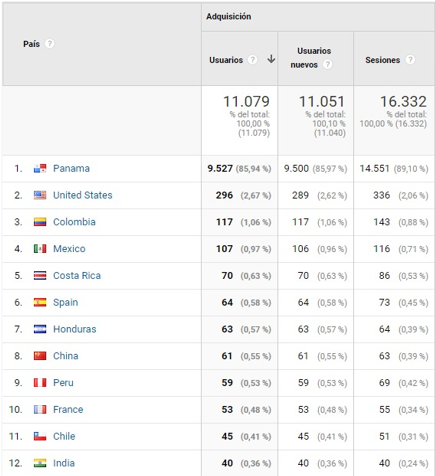 Adquisición
País ?
Usuarios ?
Usuarios nuevos ?
Sesiones ?
11.079
% del total:
100,00 %
(11.079)
11.051
% del total:
100,10 %
(11.040)
16.332
% del total:
100,00 % (16.332)
1. Panama 9.527 (85,94 %) 9.500 (85,97 %) 14.551 (89,10 %)
2. United States 296 (2,67 %) 289 (2,62 %) 336 (2,06 %)
3. Colombia 117 (1,06 %) 117 (1,06 %) 143 (0,88 %)
4. Mexico 107 (0,97 %) 106 (0,96 %) 116 (0,71 %)
5. Costa Rica 70 (0,63 %) 70 (0,63 %) 86 (0,53 %)
6. Spain 64 (0,58 %) 64 (0,58 %) 73 (0,45 %)
7. Honduras 63 (0,57 %) 63 (0,57 %) 64 (0,39 %)
8. China 61 (0,55 %) 61 (0,55 %) 63 (0,39 %)
9. Peru 59 (0,53 %) 59 (0,53 %) 69 (0,42 %)
10. France 53 (0,48 %) 53 (0,48 %) 55 (0,34 %)
11. Chile 45 (0,41 %) 45 (0,41 %) 51 (0,31 %)
12. India 40 (0,36 %) 40 (0,36 %) 40 (0,24 %)